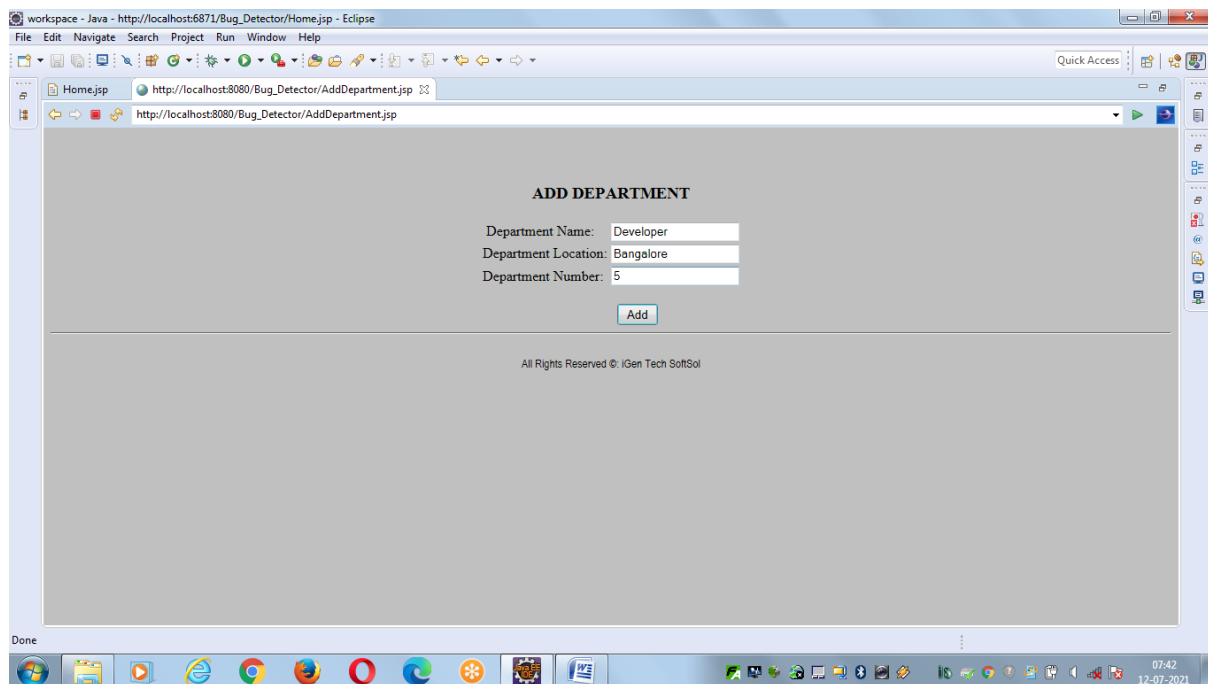 workspace - Java - http://localhost:6871/Bug_Detector/Home.jsp - Eclipse
File Edit Navigate Search Project Run Window Help
Quick Access
Home.jsp http://localhost:8080/Bug_Detector/AddDepartment.jsp
http://localhost:8080/Bug_Detector/AddDepartment.jsp
ADD DEPARTMENT
Department Name: Developer
Department Location: Bangalore
Department Number: 5
Add
All Rights Reserved ©: iGen Tech SoftSol
Done
07:42
12-07-2021